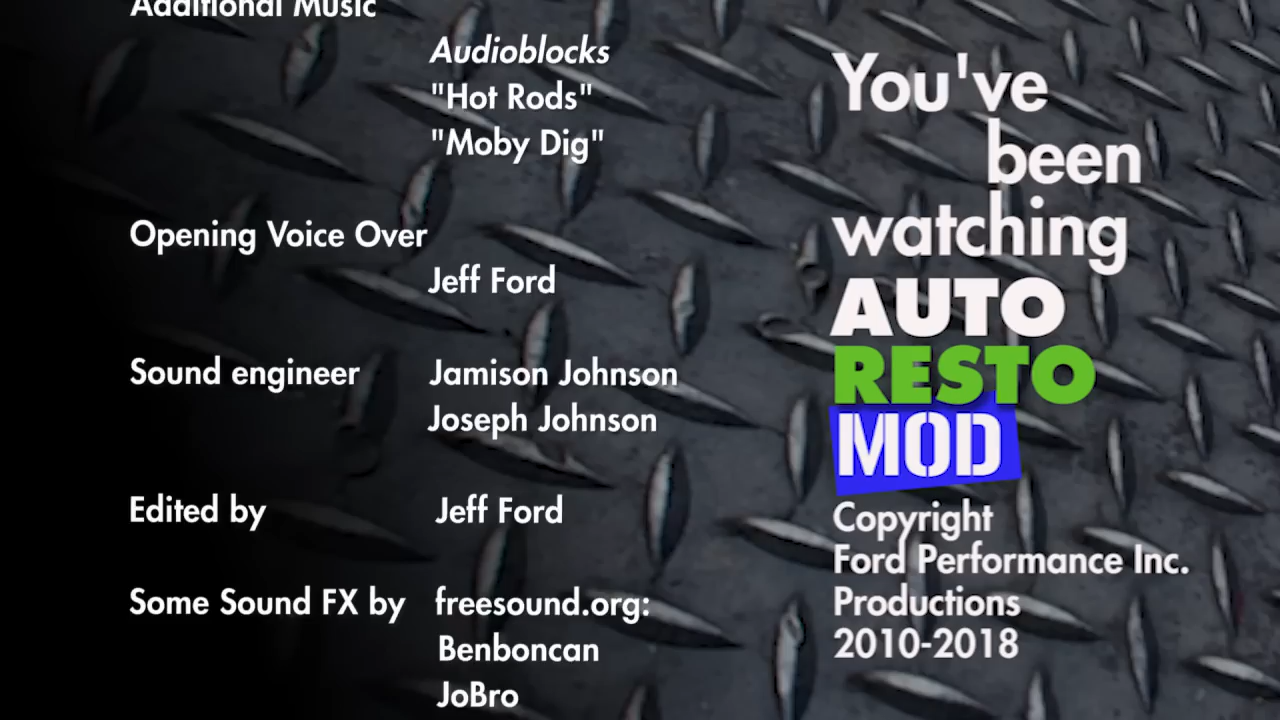 Additional Music
Audioblocks
"Hot Rods"
"Moby Dig"
Opening Voice Over
Jeff Ford
Sound engineer Jamison Johnson
Joseph Johnson
Edited by Jeff Ford
Some Sound FX by freesound.org:
Benboncan
JoBro
You've
been
watching
AUTO
RESTO
MOD
Copyright
Ford Performance Inc.
Productions
2010-2018